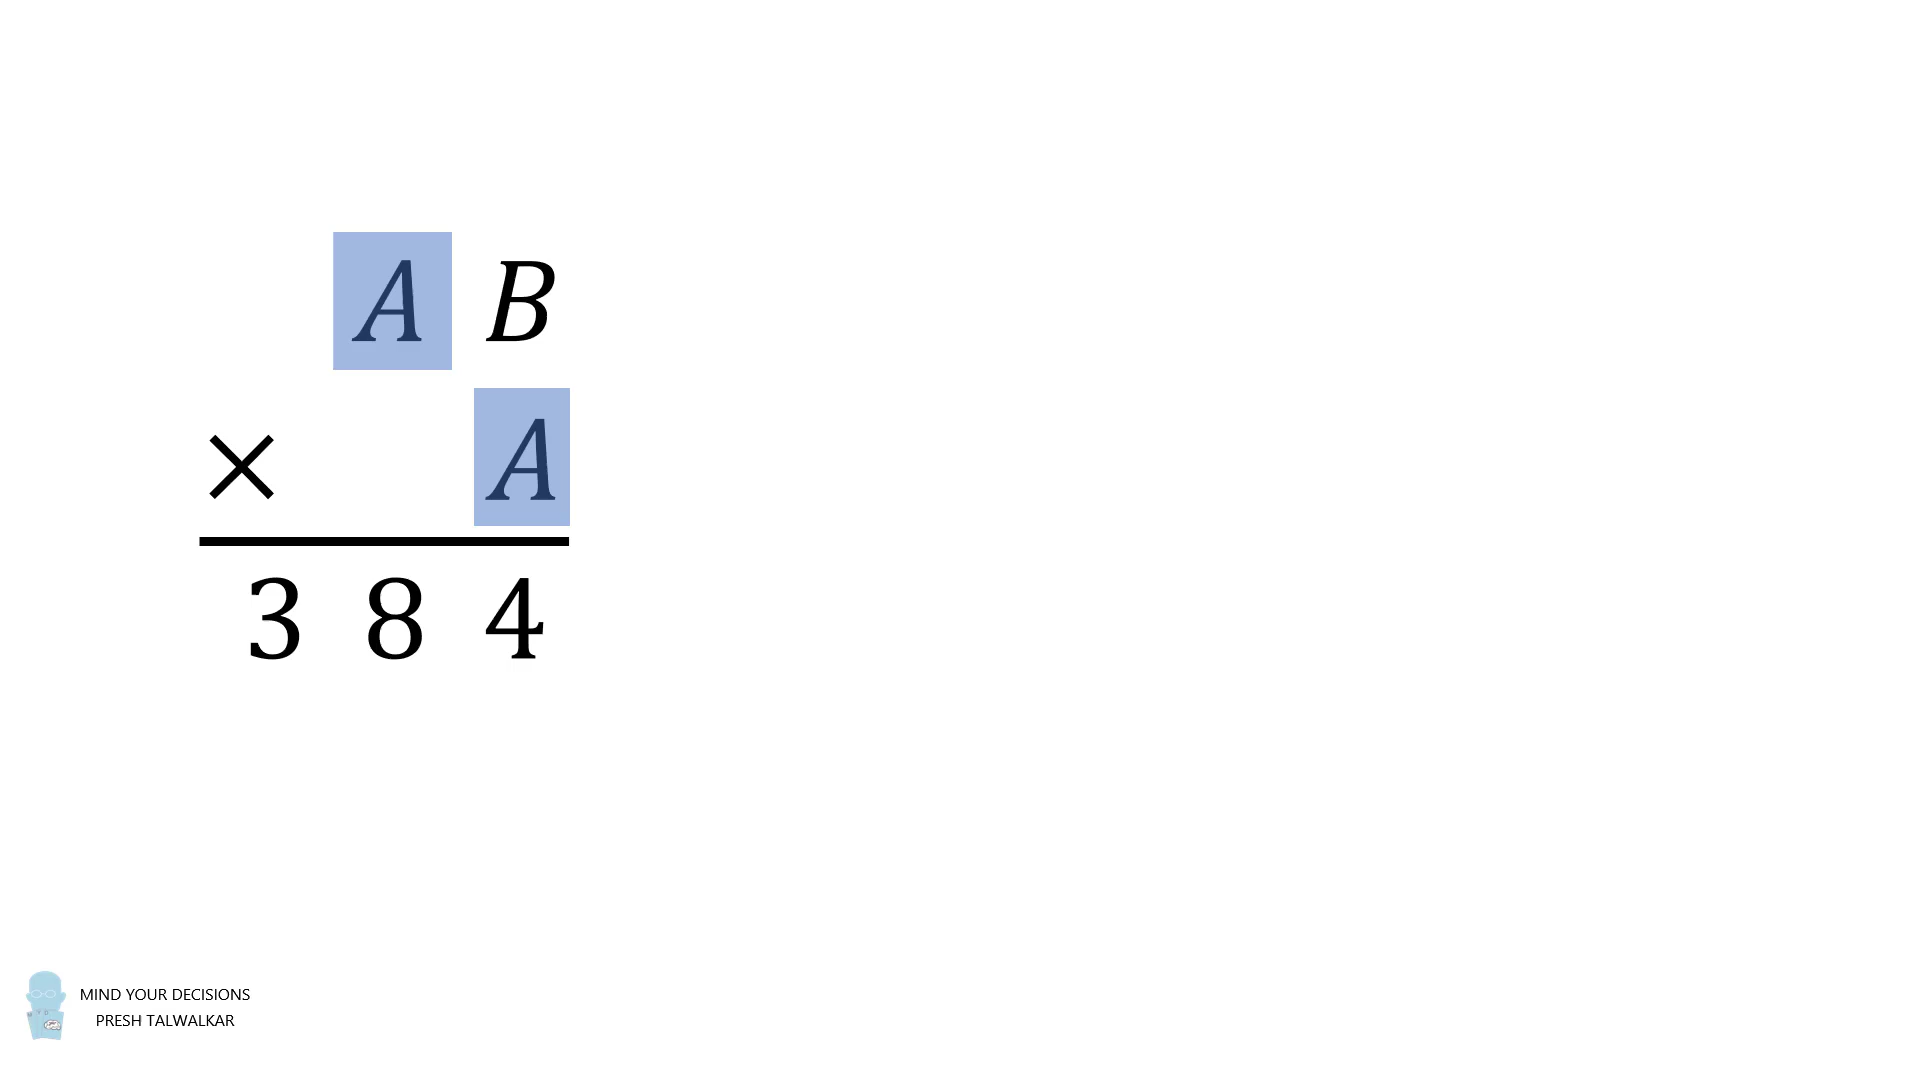 A B
× A
3 8 4
MIND YOUR DECISIONS
PRESH TALWALKAR